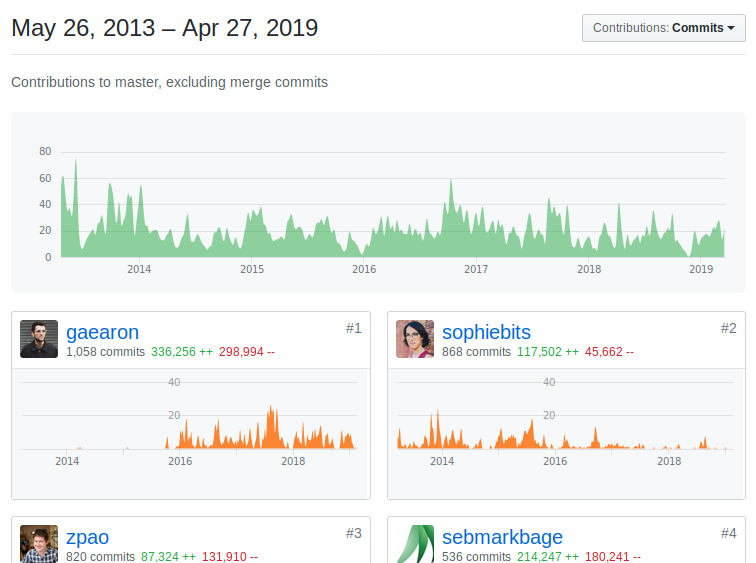 May 26, 2013 – Apr 27, 2019
Contributions: Commits
Contributions to master, excluding merge commits
80
60
40
20
0
2014 2015 2016 2017 2018 2019
gaearon #1
1,058 commits 336,256 ++ 298,994 --
40
20
2014 2016 2018
sophiebits #2
868 commits 117,502 ++ 45,662 --
40
20
2014 2016 2018
zpao #3
820 commits 87,324 ++ 131,910 --
sebmarkbage #4
536 commits 214,247 ++ 180,241 --